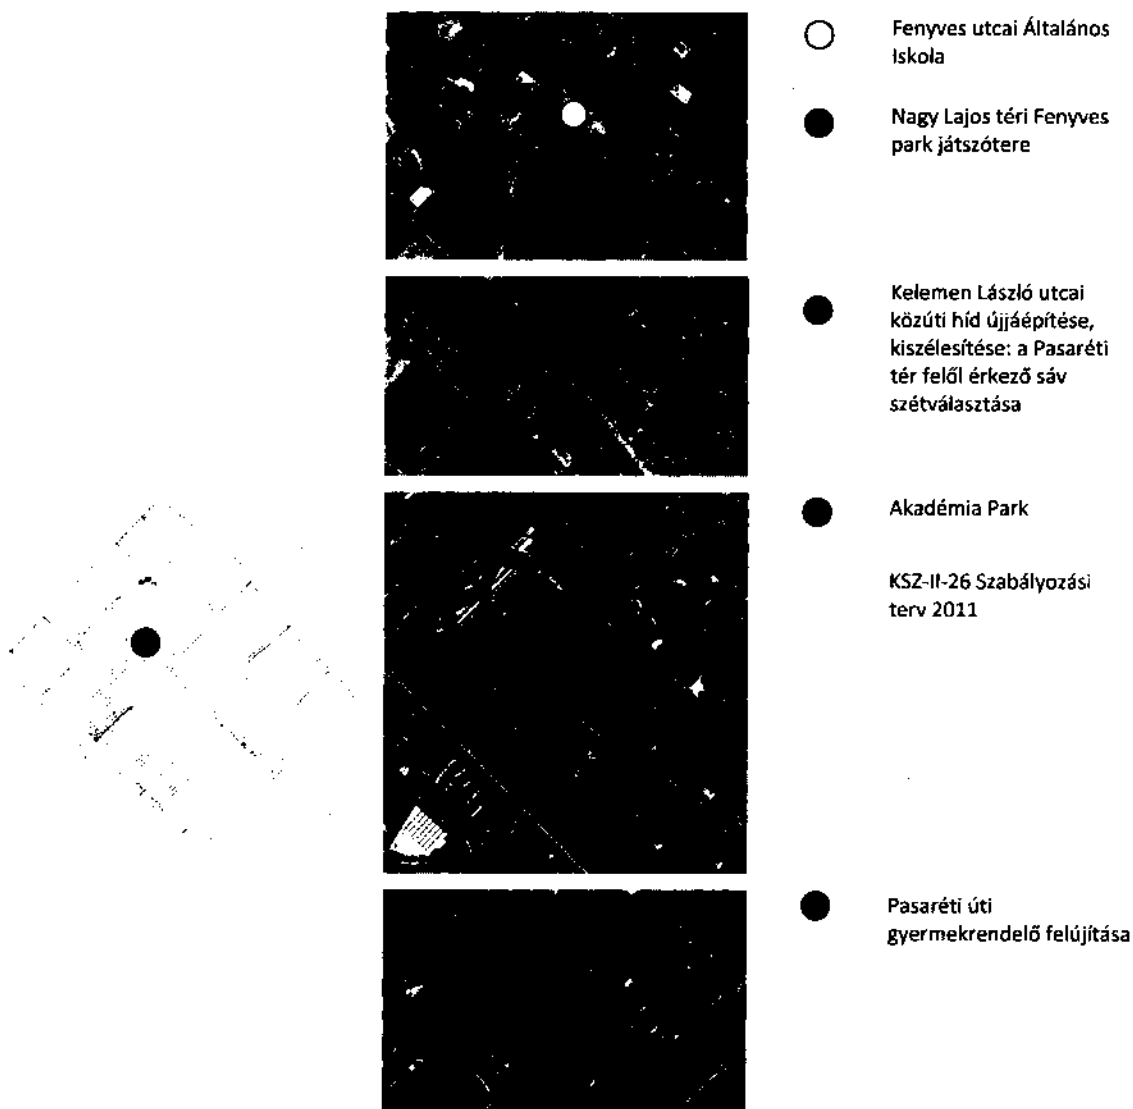 Fenyves utcai Általános
Iskola
Nagy Lajos téri Fenyves
park játszótere
Kelemen László utcai
közúti híd újjáépítése,
kiszélesítése: a Pasaréti
tér felől érkező sáv
szétválasztása
Akadémia Park
KSZ-II-26 Szabályozási
terv 2011
Pasaréti úti
gyermekrendelő felújítása